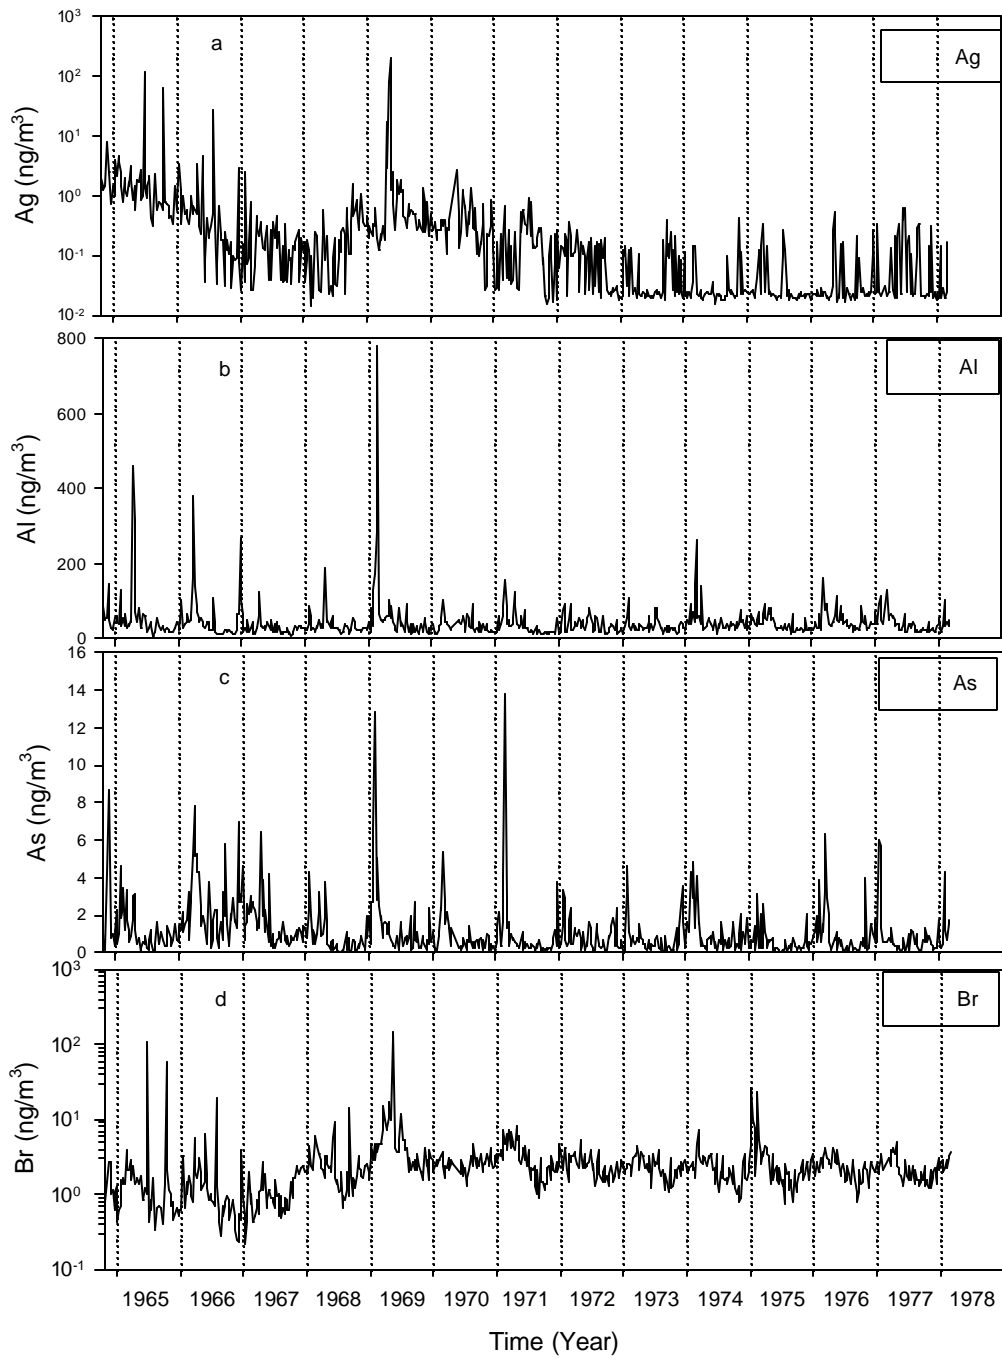 10³
a
Ag
10²
10¹
10⁰
10⁻¹
10⁻²
Ag (ng/m³)
800
b
Al
600
400
200
0
Al (ng/m³)
16
c
As
14
12
10
8
6
4
2
0
As (ng/m³)
10³
d
Br
10²
10¹
10⁰
10⁻¹
Br (ng/m³)
1965 1966 1967 1968 1969 1970 1971 1972 1973 1974 1975 1976 1977 1978
Time (Year)